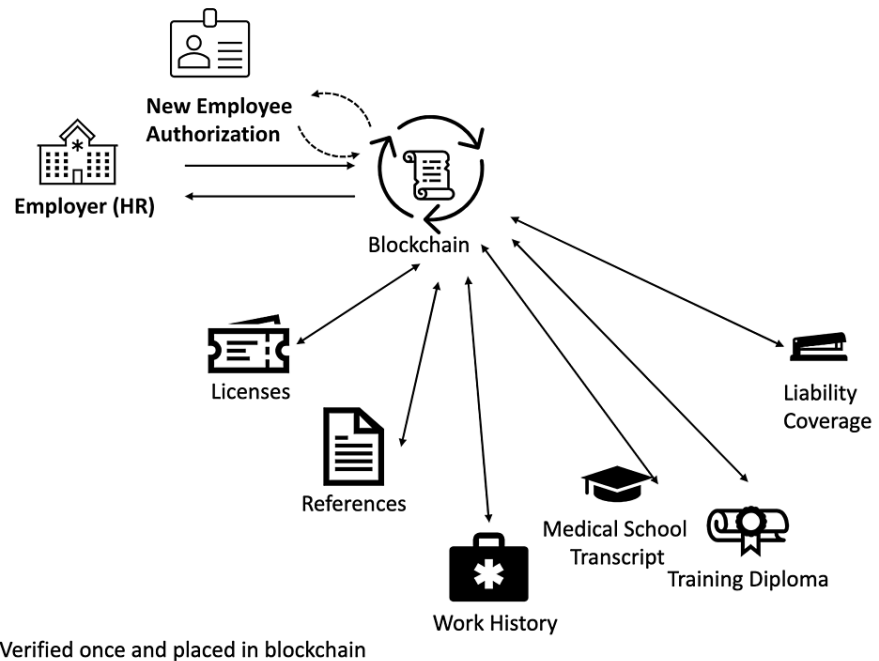 New Employee
Authorization
Employer (HR)
Blockchain
Licenses
References
Work History
Medical School
Transcript
Training Diploma
Liability
Coverage
Verified once and placed in blockchain